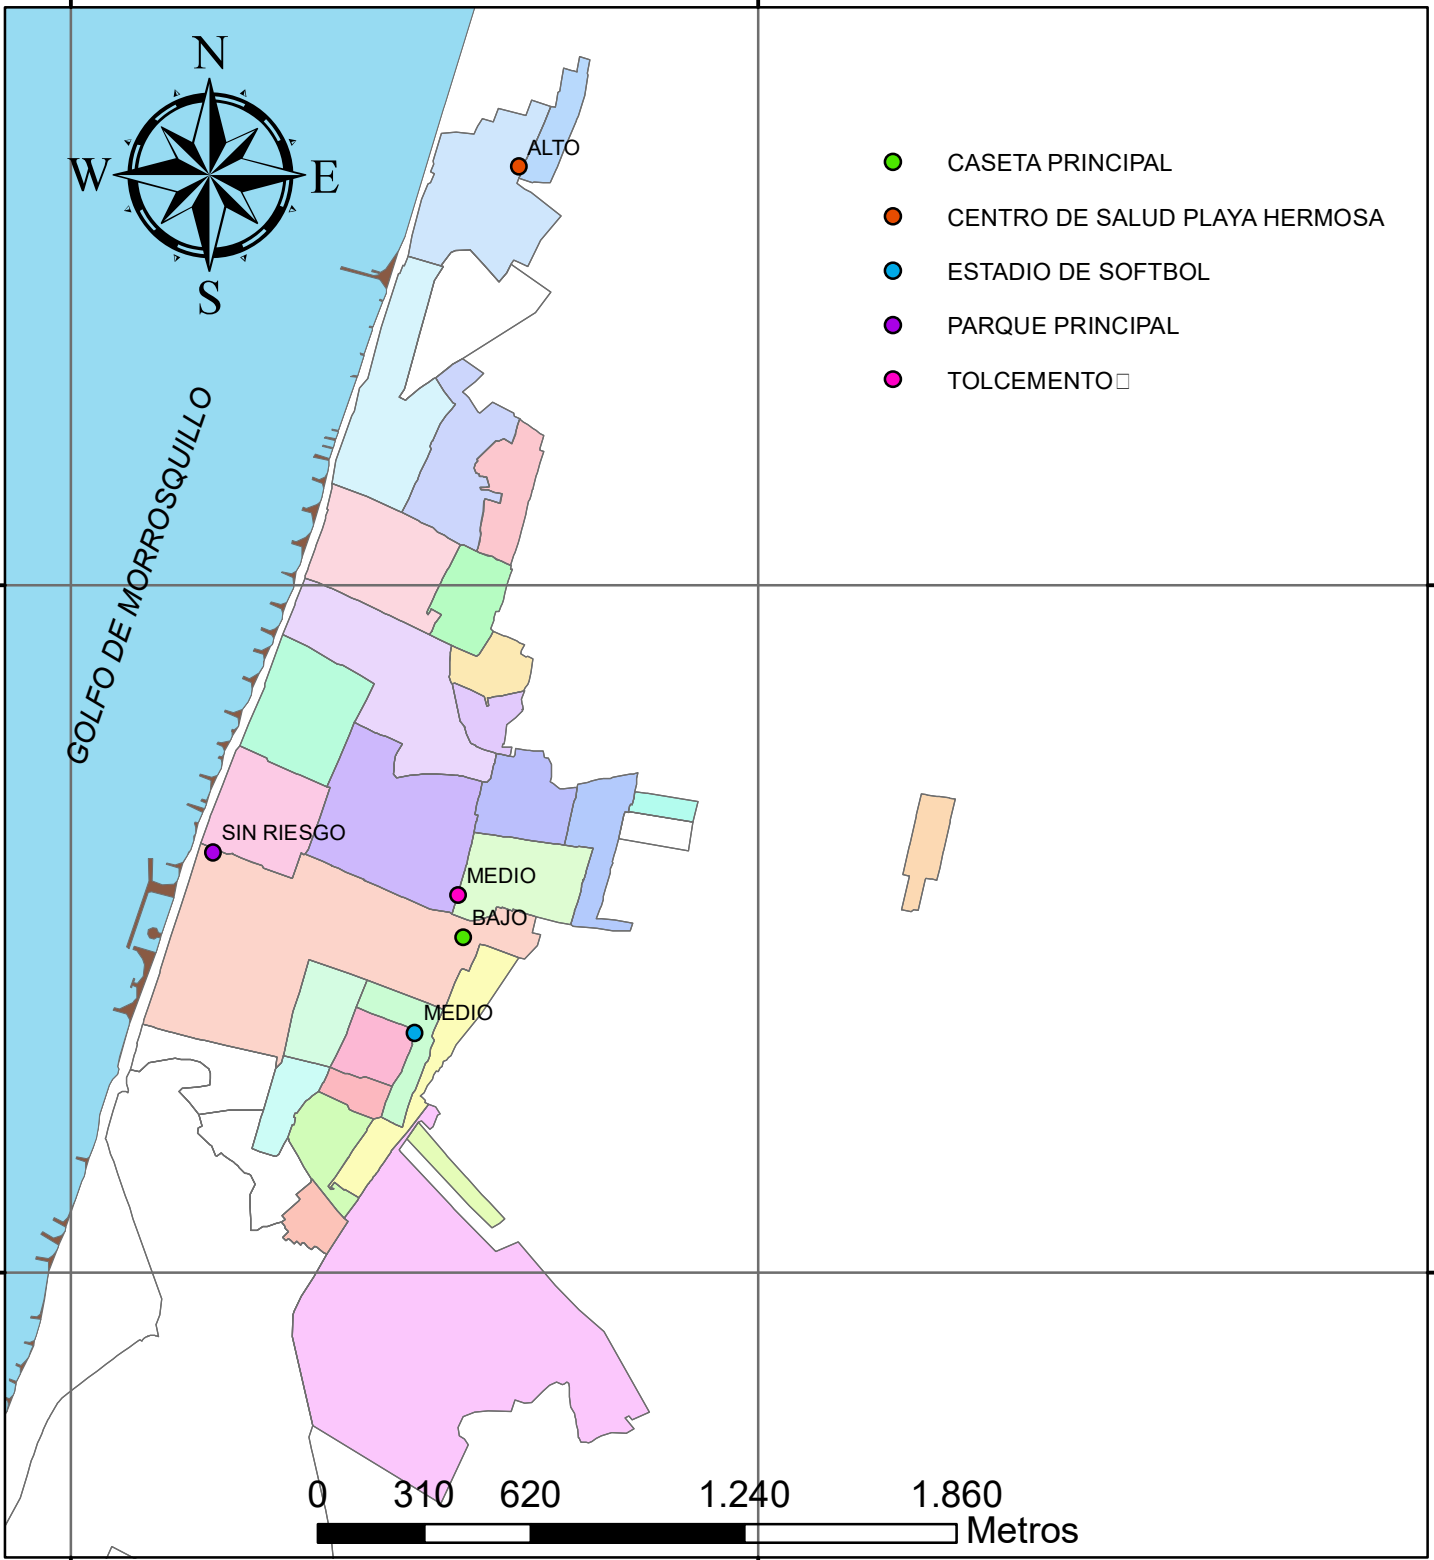 N
W
E
S
ALTO
CASETA PRINCIPAL
CENTRO DE SALUD PLAYA HERMOSA
ESTADIO DE SOFTBOL
PARQUE PRINCIPAL
TOLCEMENTO□
GOLFO DE MORROSQUILLO
SIN RIESGO
MEDIO
BAJO
MEDIO
0 310 620 1.240 1.860
Metros